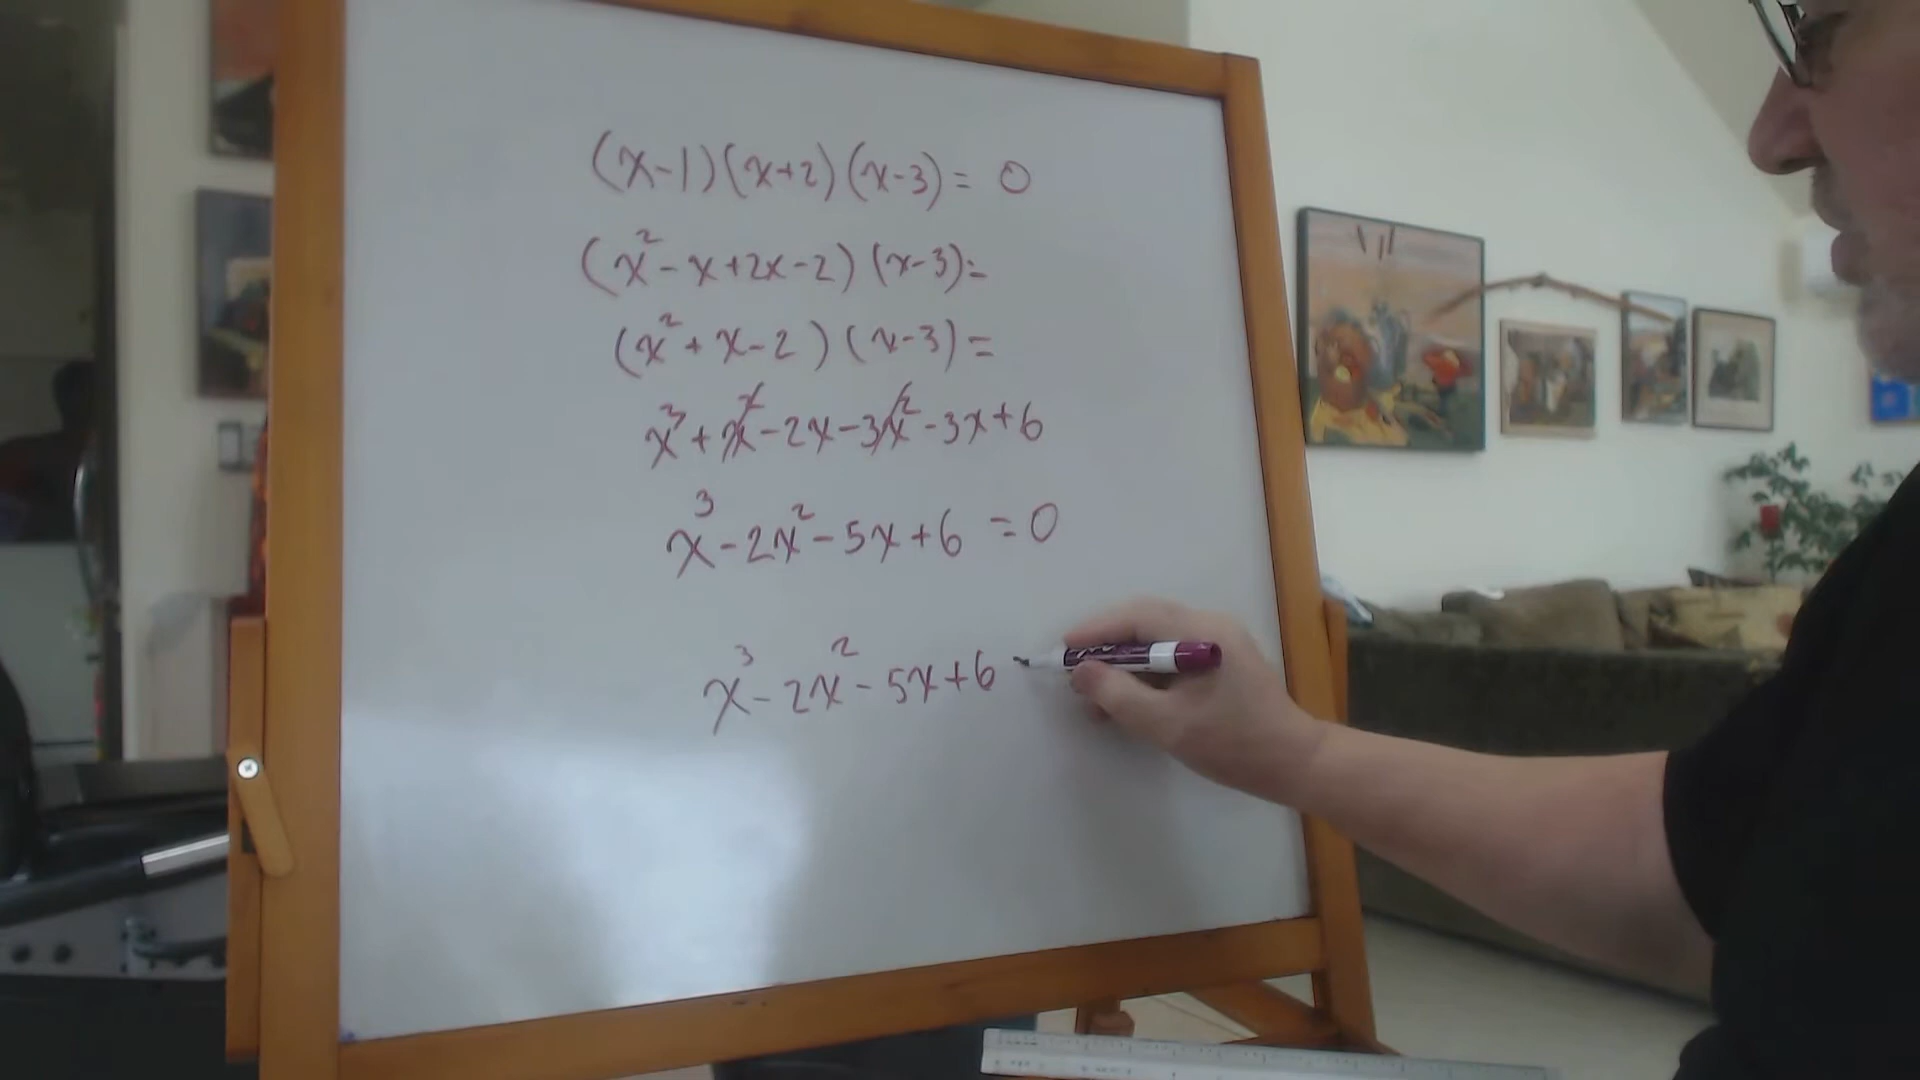 (x-1)(x+2)(x-3)= 0
(x²-x+2x-2)(x-3)=
(x²+x-2)(x-3)=
x³+x²-2x-3x²-3x+6
x³-2x²-5x+6 =0
x³-2x²-5x+6